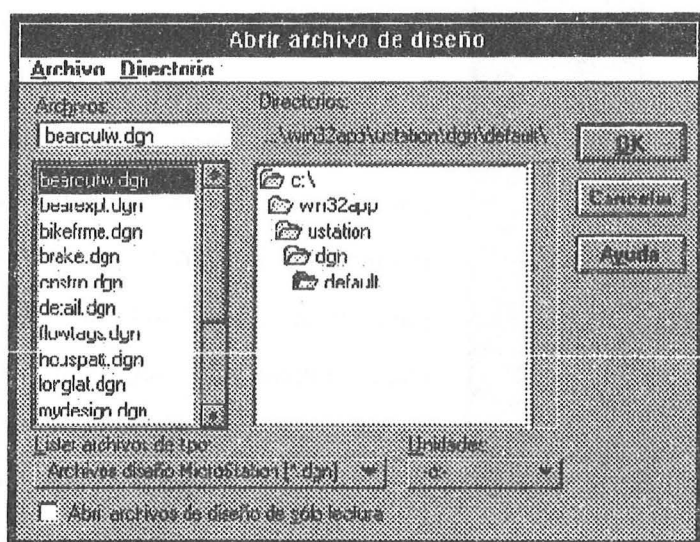 Abrir archivo de diseño
Archivo Directorio
Archivos:
bearcutw.dgn
bearcutw.dgn
bearexpl.dgn
bikefrme.dgn
brake.dgn
cnstrn.dgn
detail.dgn
flowtags.dgn
houspatt.dgn
longlat.dgn
mydesign.dgn
Directorios:
...\win32app\ustation\dgn\default\
c:\
win32app
ustation
dgn
default
OK
Cancelar
Ayuda
Listar archivos de tipo:
Archivos diseño MicroStation [*.dgn]
Unidades:
Abrir archivos de diseño de sólo lectura